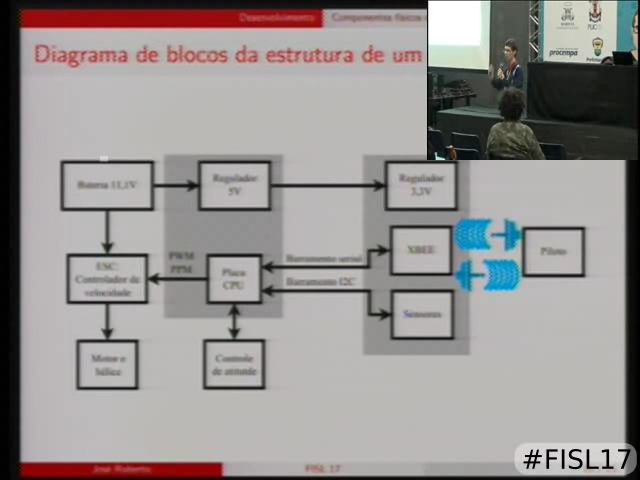 Desenvolvimento Componentes físicos
Diagrama de blocos da estrutura de um
procempa
Bateria 11,1V
Regulador
5V
Regulador
3,3V
PWM
PPM
Barramento serial
XBEE
Piloto
ESC:
Controlador de
velocidade
Placa
CPU
Barramento I2C
Sensores
Motor e
hélice
Controle
de atitude
José Roberto
FISL 17
#FISL17